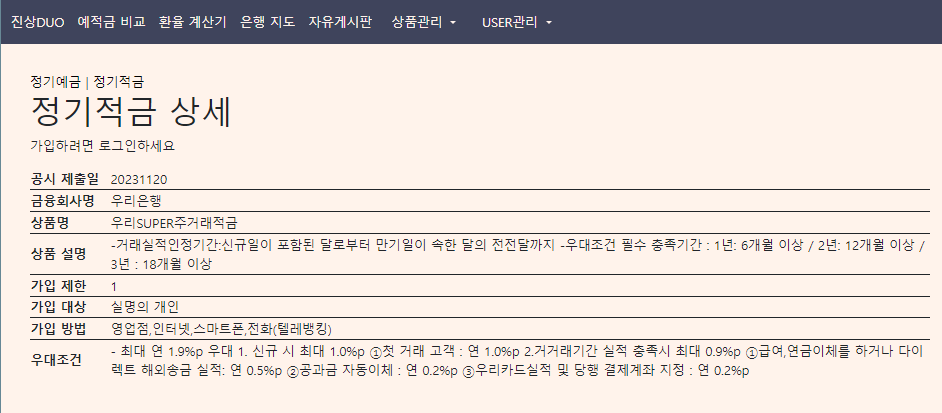 진상DUO 예적금 비교 환율 계산기 은행 지도 자유게시판 상품관리 USER관리
정기예금 | 정기적금
정기적금 상세
가입하려면 로그인하세요
공시 제출일 20231120
금융회사명 우리은행
상품명 우리SUPER주거래적금
상품 설명 -거래실적인정기간:신규일이 포함된 달로부터 만기일이 속한 달의 전전달까지 -우대조건 필수 충족기간 : 1년: 6개월 이상 / 2년: 12개월 이상 /
3년 : 18개월 이상
가입 제한 1
가입 대상 실명의 개인
가입 방법 영업점,인터넷,스마트폰,전화(텔레뱅킹)
우대조건 - 최대 연 1.9%p 우대 1. 신규 시 최대 1.0%p ①첫 거래 고객 : 연 1.0%p 2.거거래기간 실적 충족시 최대 0.9%p ①급여,연금이체를 하거나 다이
렉트 해외송금 실적: 연 0.5%p ②공과금 자동이체 : 연 0.2%p ③우리카드실적 및 당행 결제계좌 지정 : 연 0.2%p